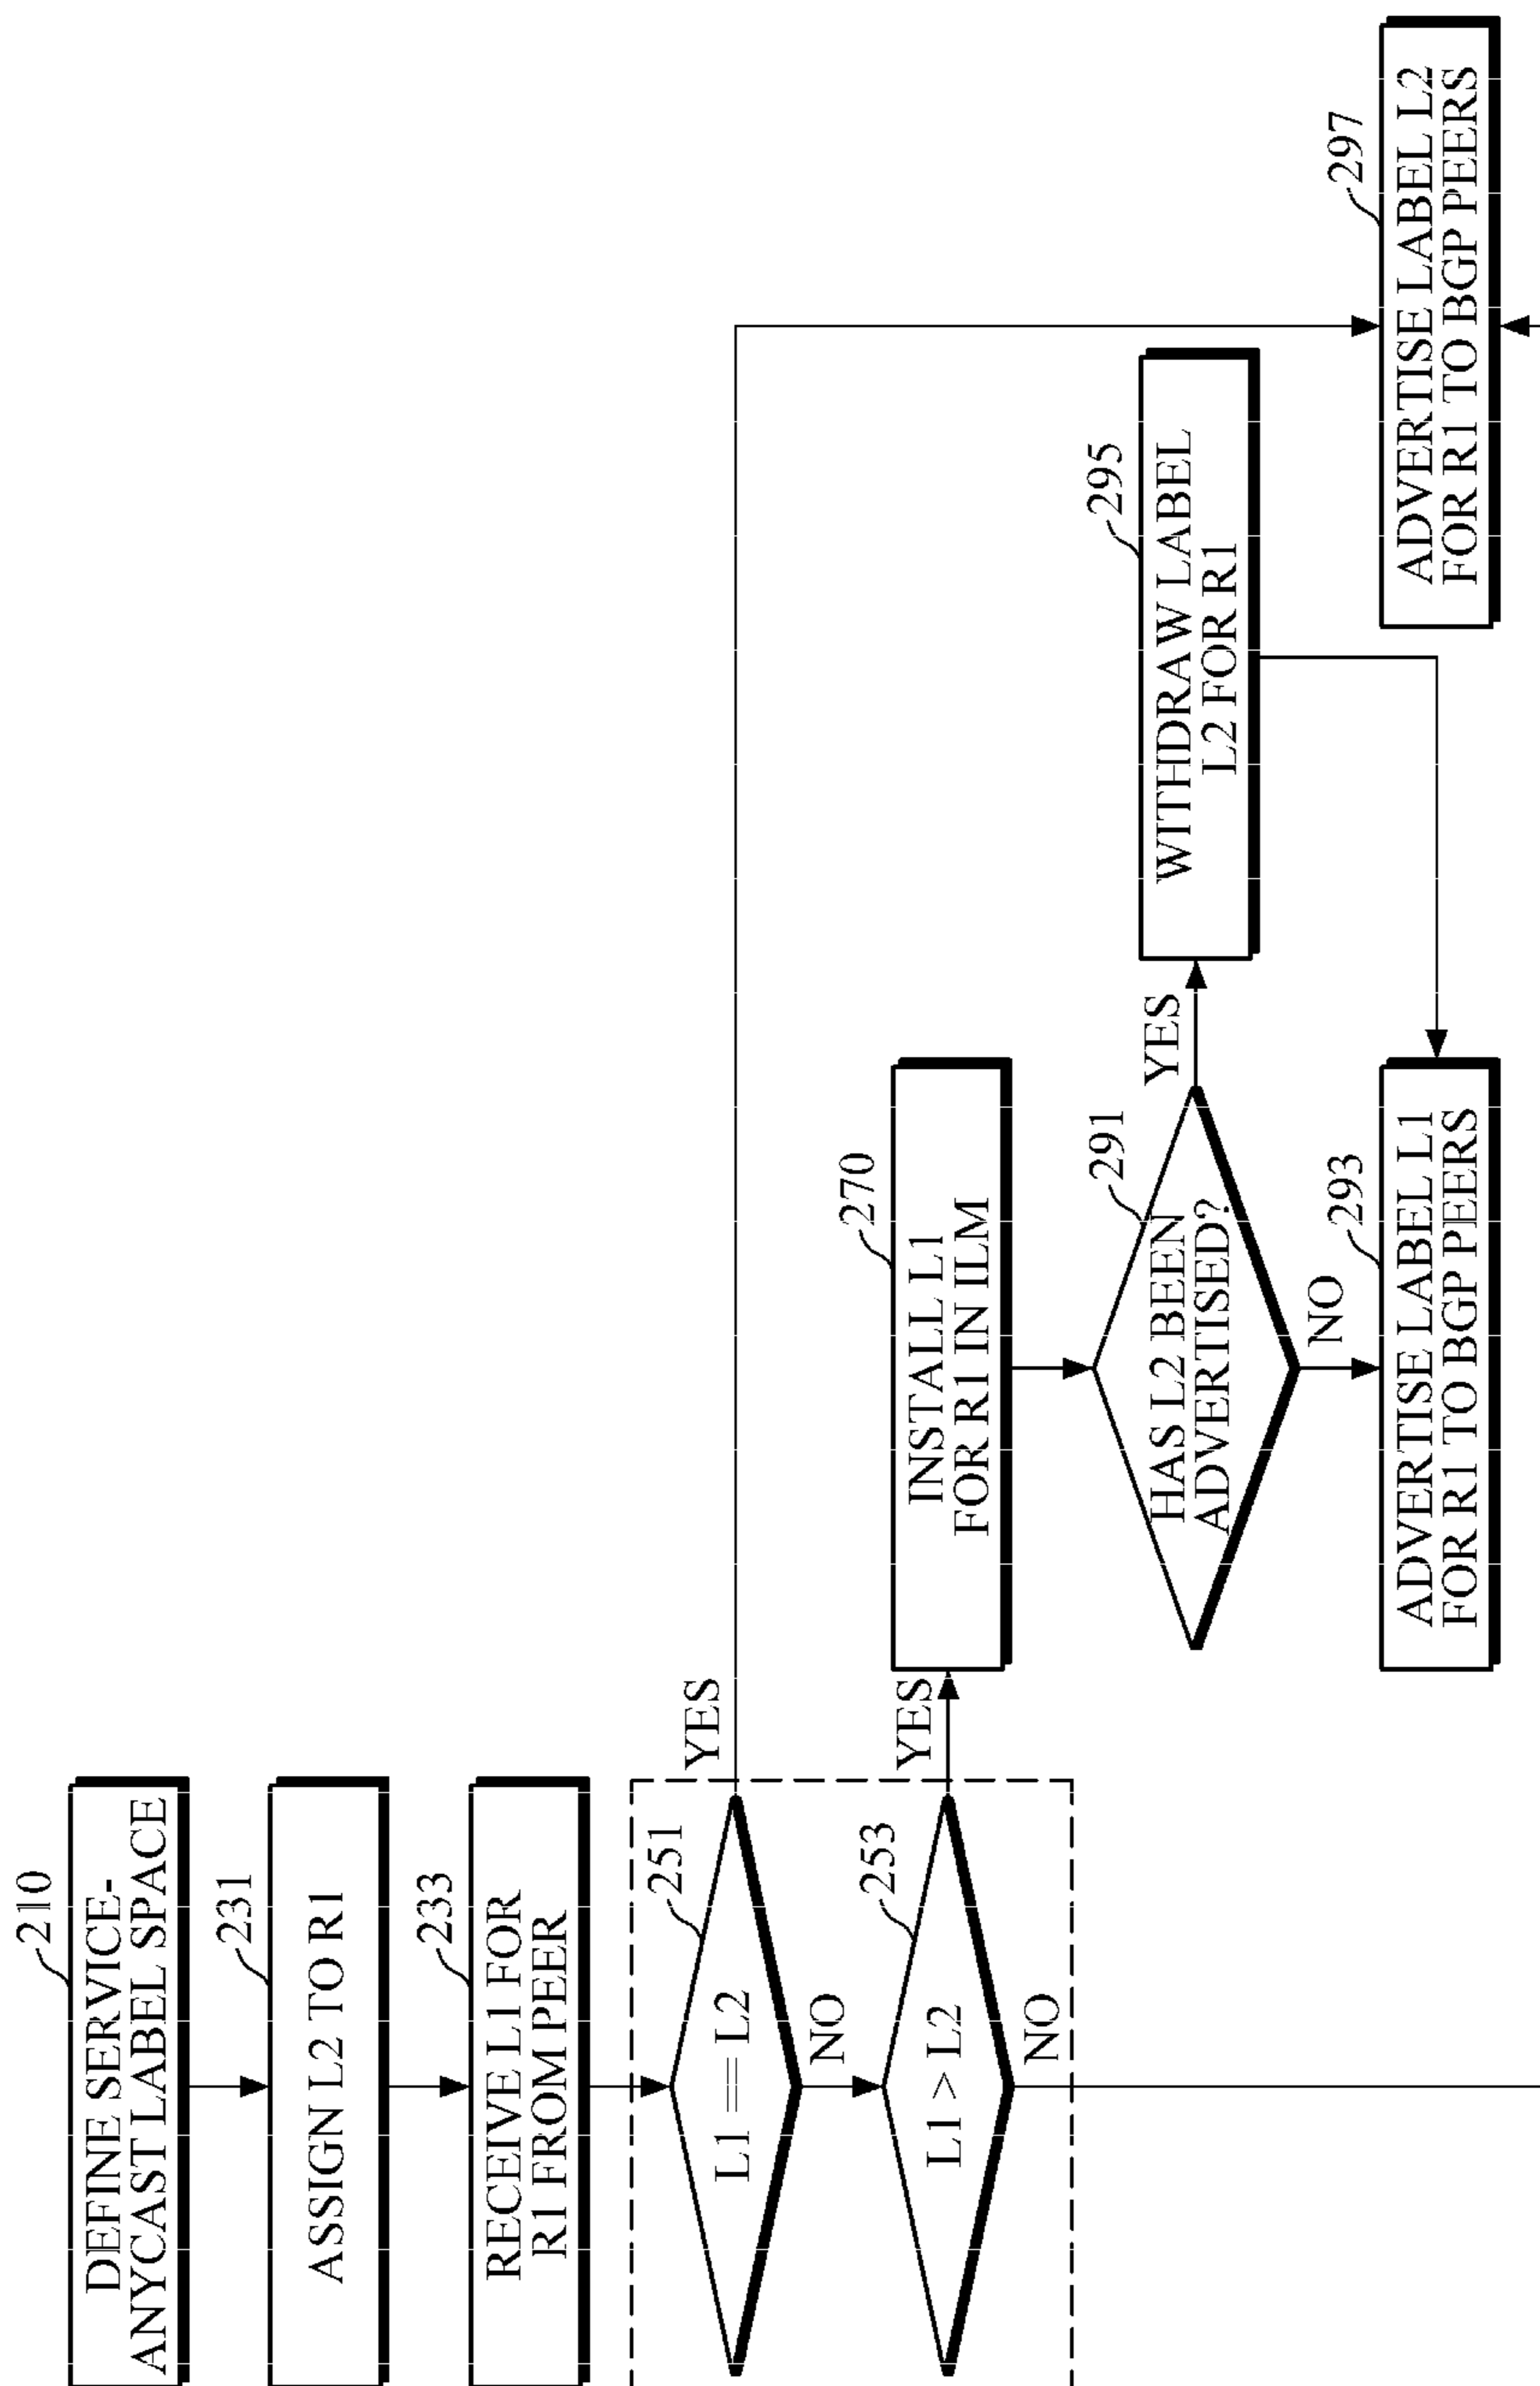 210
DEFINE SERVICE-
ANYCAST LABEL SPACE
231
ASSIGN L2 TO R1
233
RECEIVE L1 FOR
R1 FROM PEER
251
L1 == L2
YES
NO
253
L1 > L2
YES
NO
270
INSTALL L1
FOR R1 IN ILM
291
HAS L2 BEEN
ADVERTISED?
YES
NO
293
ADVERTISE LABEL L1
FOR R1 TO BGP PEERS
295
WITHDRAW LABEL
L2 FOR R1
297
ADVERTISE LABEL L2
FOR R1 TO BGP PEERS